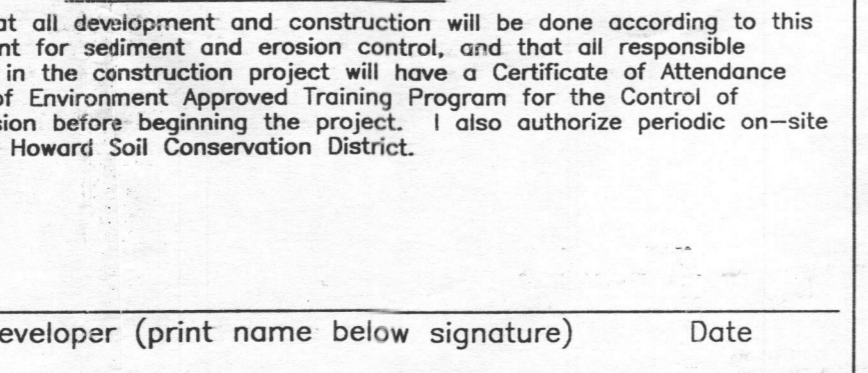 at all development and construction will be done according to this
nt for sediment and erosion control, and that all responsible
in the construction project will have a Certificate of Attendance
of Environment Approved Training Program for the Control of
sion before beginning the project. I also authorize periodic on-site
Howard Soil Conservation District.
eveloper (print name below signature) Date